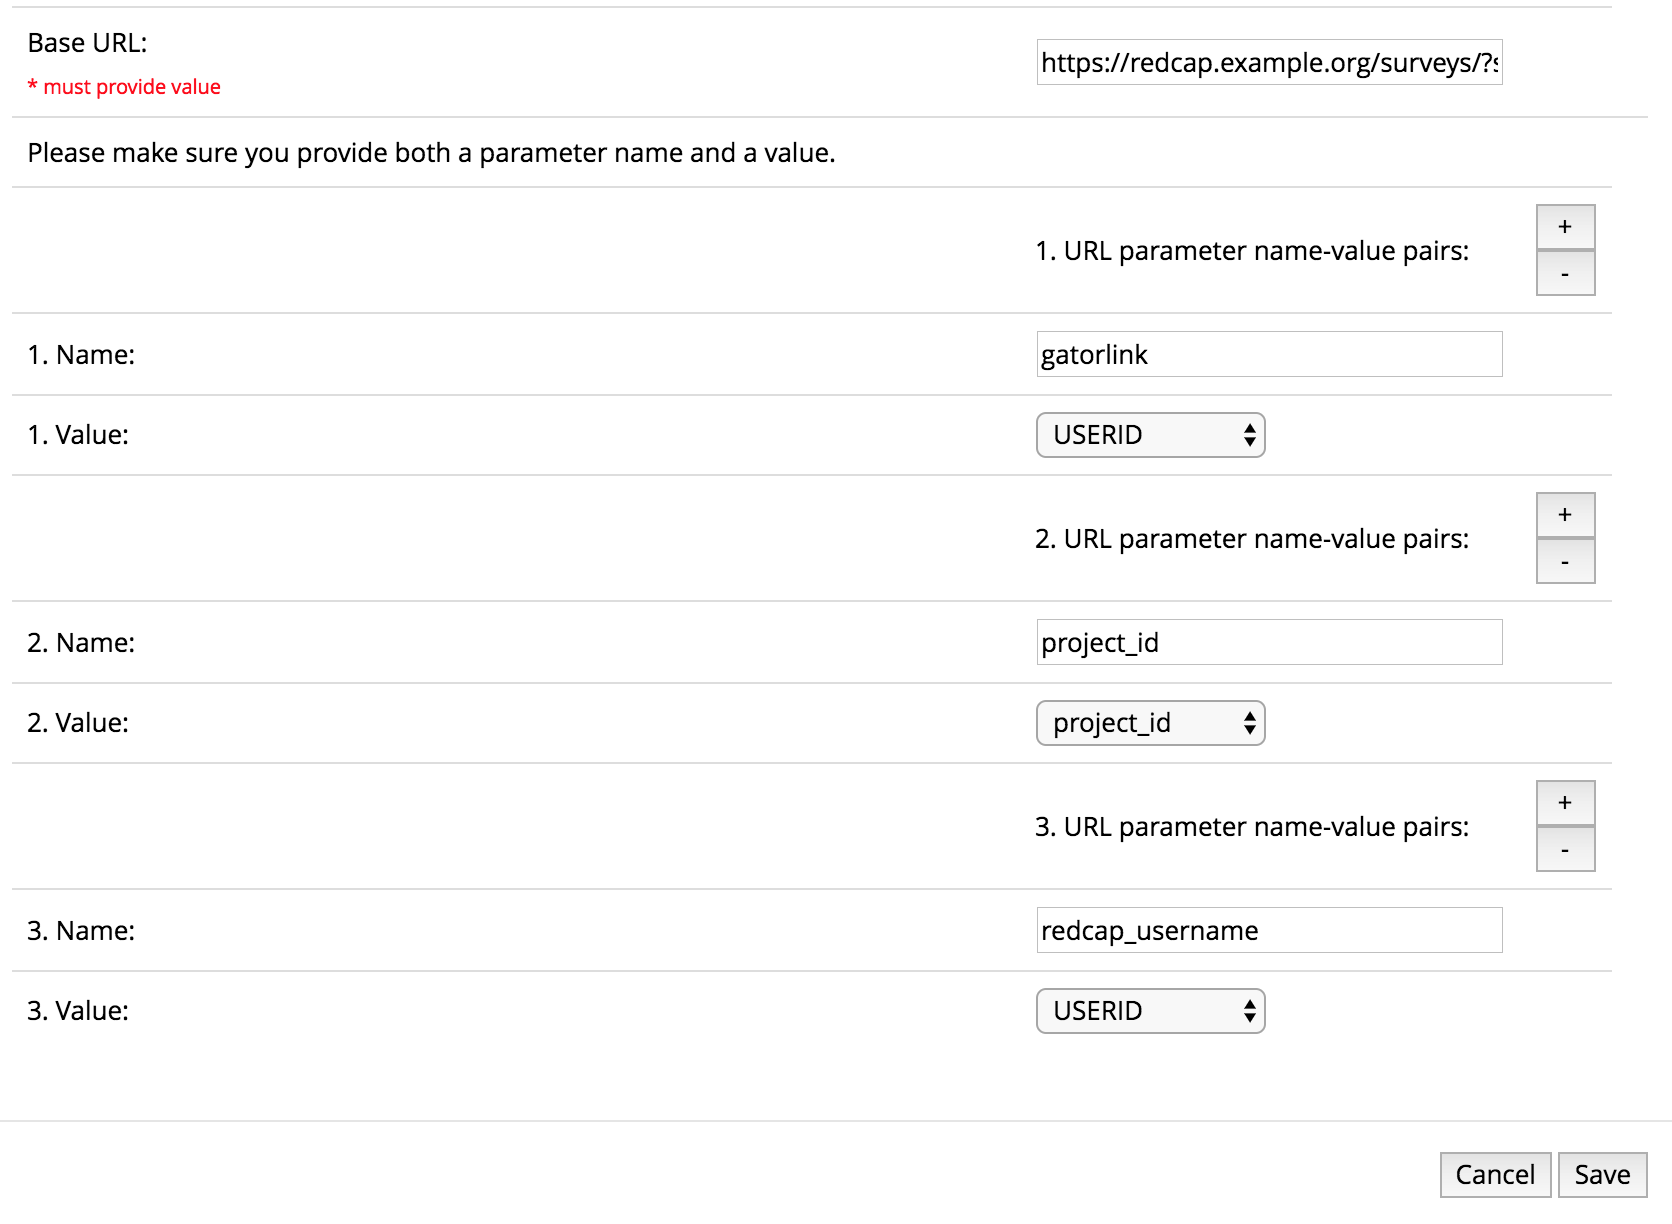 Base URL:
* must provide value
https://redcap.example.org/surveys/?
Please make sure you provide both a parameter name and a value.
1. URL parameter name-value pairs:
+
-
1. Name:
gatorlink
1. Value:
USERID
2. URL parameter name-value pairs:
+
-
2. Name:
project_id
2. Value:
project_id
3. URL parameter name-value pairs:
+
-
3. Name:
redcap_username
3. Value:
USERID
Cancel
Save